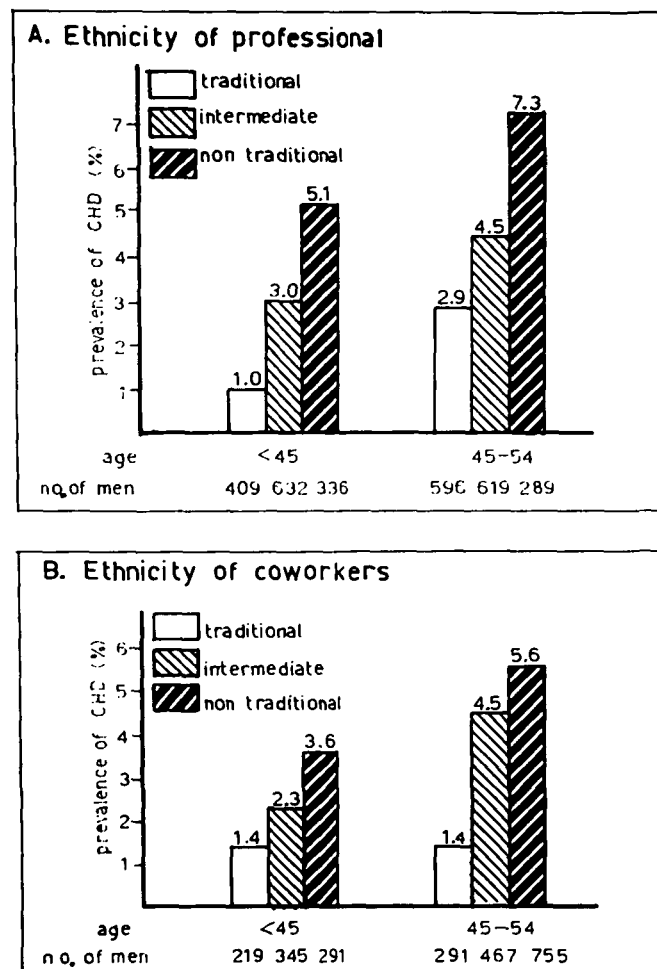 A. Ethnicity of professional
traditional
intermediate
non traditional
prevalence of CHD (%)
7
6
5
4
3
2
1
1.0
3.0
5.1
2.9
4.5
7.3
age <45 45-54
no. of men 409 632 336 596 619 289
B. Ethnicity of coworkers
traditional
intermediate
non traditional
prevalence of CHD (%)
6
5
4
3
2
1
1.4
2.3
3.6
1.4
4.5
5.6
age <45 45-54
no. of men 219 345 291 291 467 755